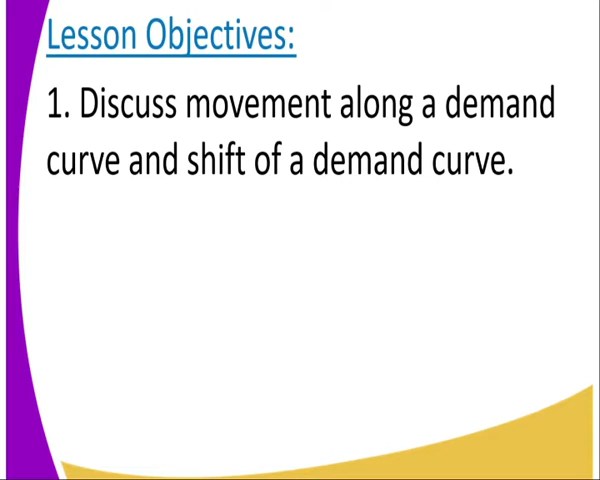 Lesson Objectives:
1. Discuss movement along a demand
curve and shift of a demand curve.